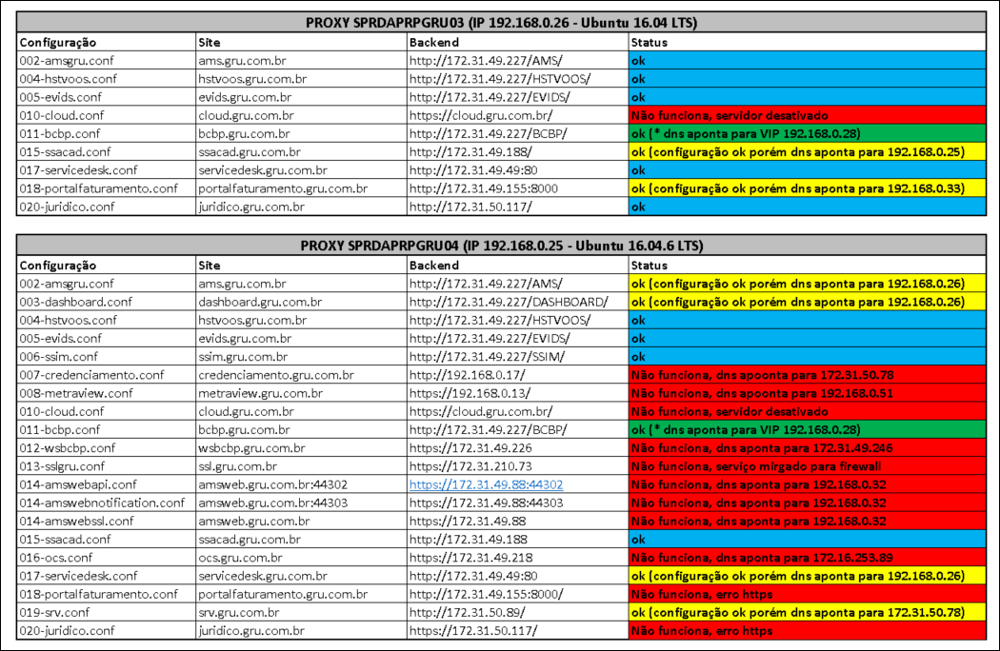 PROXY SPRDAPRPGRU03 (IP 192.168.0.26 - Ubuntu 16.04 LTS)
Configuração Site Backend Status
002-amsgru.conf ams.gru.com.br http://172.31.49.227/AMS/ ok
004-hstvoos.conf hstvoos.gru.com.br http://172.31.49.227/HSTVOOS/ ok
005-evids.conf evids.gru.com.br http://172.31.49.227/EVIDS/ ok
010-cloud.conf cloud.gru.com.br https://cloud.gru.com.br/ Não funciona, servidor desativado
011-bcbp.conf bcbp.gru.com.br http://172.31.49.227/BCBP/ ok (* dns aponta para VIP 192.168.0.28)
015-ssacad.conf ssacad.gru.com.br http://172.31.49.188/ ok (configuração ok porém dns aponta para 192.168.0.25)
017-servicedesk.conf servicedesk.gru.com.br http://172.31.49.49:80 ok
018-portalfaturamento.conf portalfaturamento.gru.com.br http://172.31.49.155:8000 ok (configuração ok porém dns aponta para 192.168.0.33)
020-juridico.conf juridico.gru.com.br http://172.31.50.117/ ok
PROXY SPRDAPRPGRU04 (IP 192.168.0.25 - Ubuntu 16.04.6 LTS)
Configuração Site Backend Status
002-amsgru.conf ams.gru.com.br http://172.31.49.227/AMS/ ok (configuração ok porém dns aponta para 192.168.0.26)
003-dashboard.conf dashboard.gru.com.br http://172.31.49.227/DASHBOARD/ ok (configuração ok porém dns aponta para 192.168.0.26)
004-hstvoos.conf hstvoos.gru.com.br http://172.31.49.227/HSTVOOS/ ok
005-evids.conf evids.gru.com.br http://172.31.49.227/EVIDS/ ok
006-ssim.conf ssim.gru.com.br http://172.31.49.227/SSIM/ ok
007-credenciamento.conf credenciamento.gru.com.br http://192.168.0.17/ Não funciona, dns apoonta para 172.31.50.78
008-metraview.conf metraview.gru.com.br https://192.168.0.13/ Não funciona, dns apoonta para 192.168.0.51
010-cloud.conf cloud.gru.com.br https://cloud.gru.com.br/ Não funciona, servidor desativado
011-bcbp.conf bcbp.gru.com.br http://172.31.49.227/BCBP/ ok (* dns aponta para VIP 192.168.0.28)
012-wsbcbp.conf wsbcbp.gru.com.br https://172.31.49.226 Não funciona, dns aponta para 172.31.49.246
013-sslgru.conf ssl.gru.com.br https://172.31.210.73 Não funciona, serviço mirgado para firewall
014-amswebapi.conf amsweb.gru.com.br:44302 https://172.31.49.88:44302 Não funciona, dns aponta para 192.168.0.32
014-amswebnotification.conf amsweb.gru.com.br:44303 https://172.31.49.88:44303 Não funciona, dns aponta para 192.168.0.32
014-amswebssl.conf amsweb.gru.com.br https://172.31.49.88 Não funciona, dns aponta para 192.168.0.32
015-ssacad.conf ssacad.gru.com.br https://172.31.49.188 ok
016-ocs.conf ocs.gru.com.br https://172.31.49.218 Não funciona, dns aponta para 172.16.253.89
017-servicedesk.conf servicedesk.gru.com.br http://172.31.49.49:80 ok (configuração ok porém dns aponta para 192.168.0.26)
018-portalfaturamento.conf portalfaturamento.gru.com.br http://172.31.49.155:8000/ Não funciona, erro https
019-srv.conf srv.gru.com.br http://172.31.50.89/ ok (configuração ok porém dns aponta para 172.31.50.78)
020-juridico.conf juridico.gru.com.br https://172.31.50.117/ Não funciona, erro https